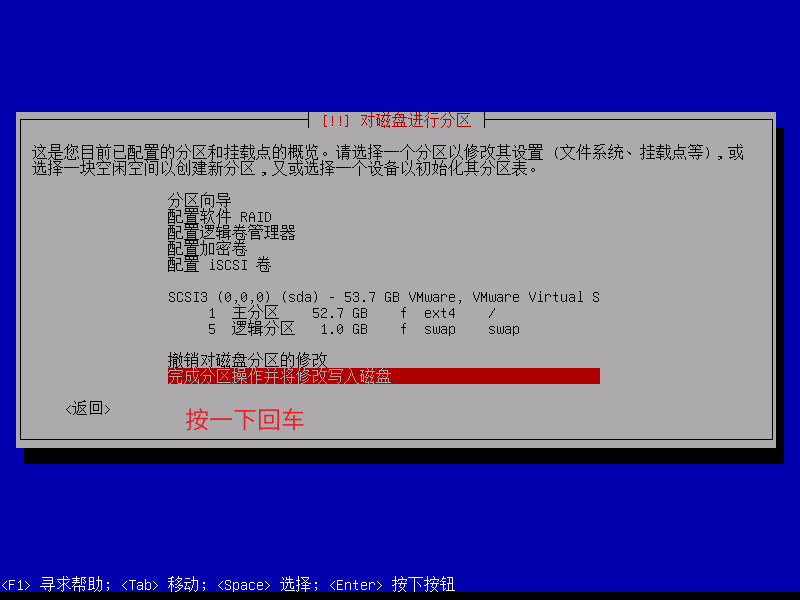 [!!] 对磁盘进行分区
这是您目前已配置的分区和挂载点的概览。请选择一个分区以修改其设置 (文件系统、挂载点等)，或
选择一块空闲空间以创建新分区，又或选择一个设备以初始化其分区表。
分区向导
配置软件 RAID
配置逻辑卷管理器
配置加密卷
配置 iSCSI 卷
SCSI3 (0,0,0) (sda) - 53.7 GB VMware, VMware Virtual S
1 主分区 52.7 GB f ext4 /
5 逻辑分区 1.0 GB f swap swap
撤销对磁盘分区的修改
完成分区操作并将修改写入磁盘
<返回>
按一下回车
<F1> 寻求帮助; <Tab> 移动; <Space> 选择; <Enter> 按下按钮